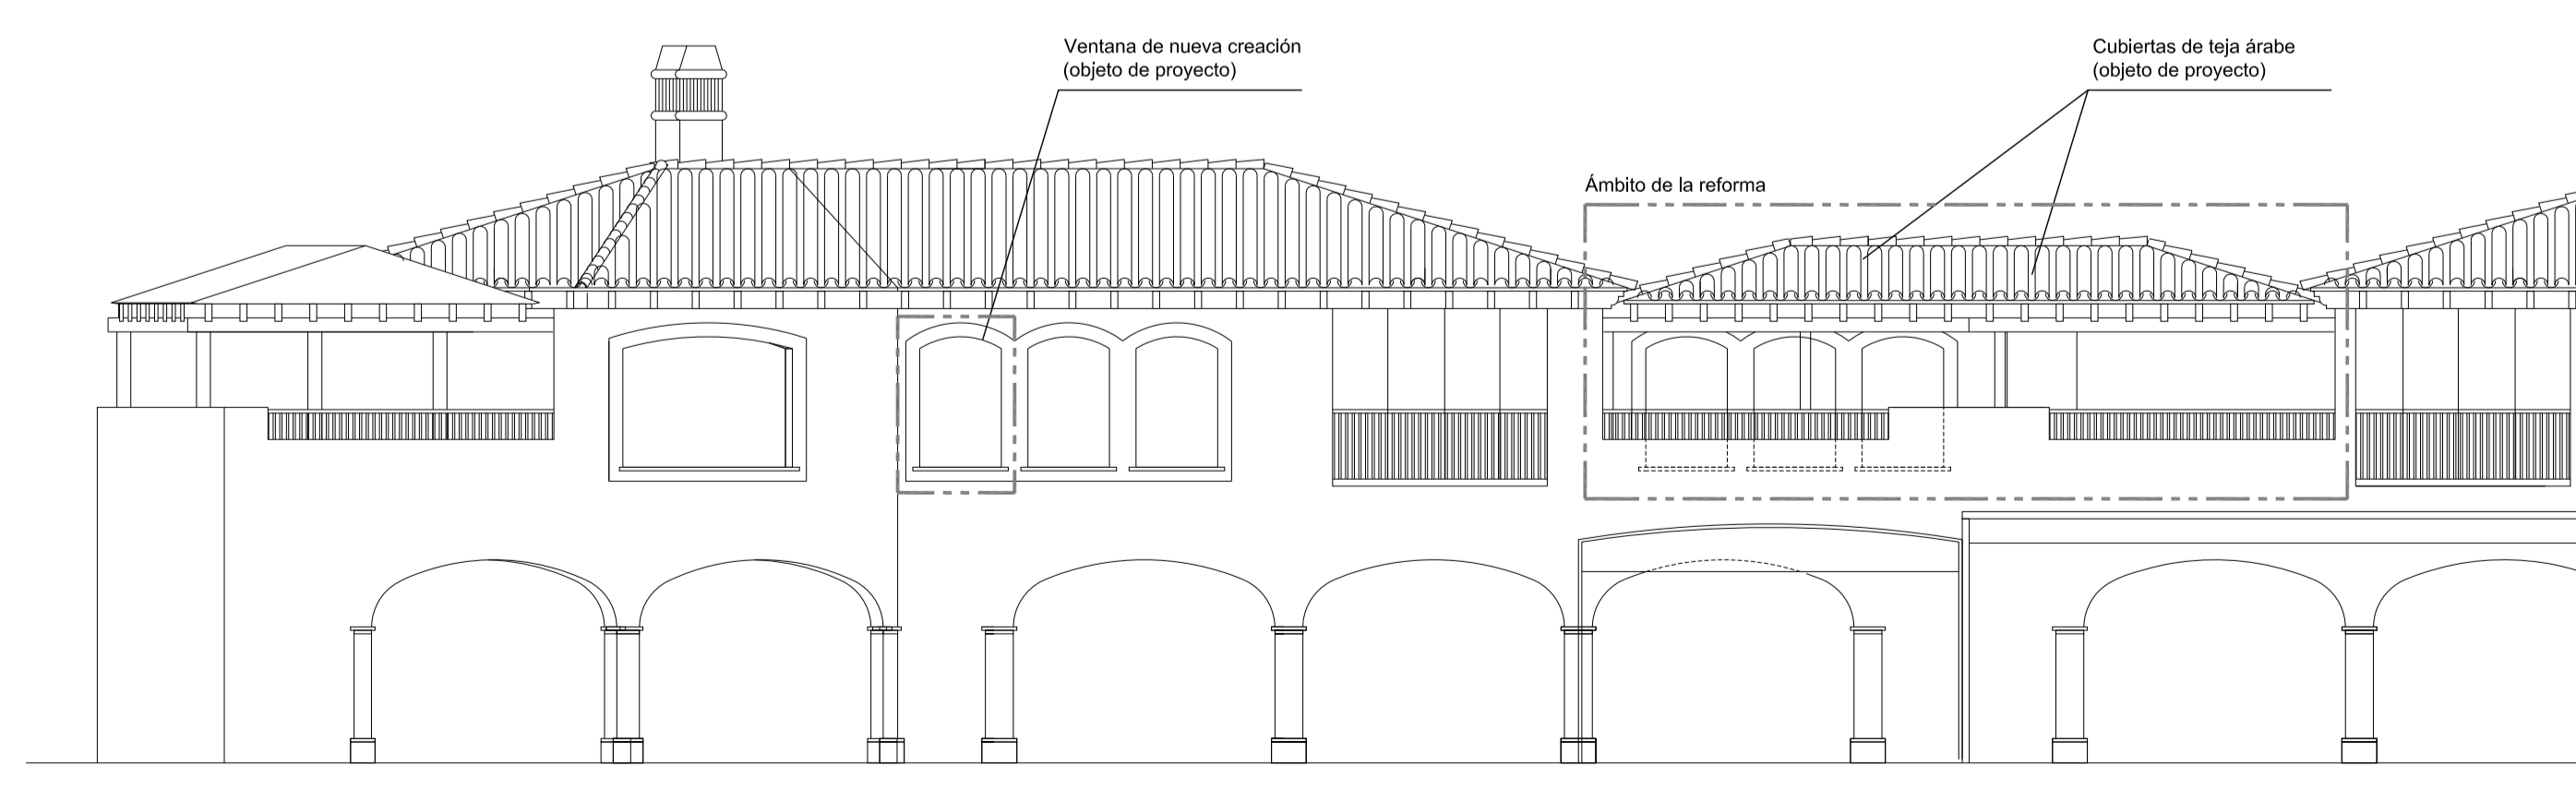 Ventana de nueva creación
(objeto de proyecto)
Cubiertas de teja árabe
(objeto de proyecto)
Ámbito de la reforma